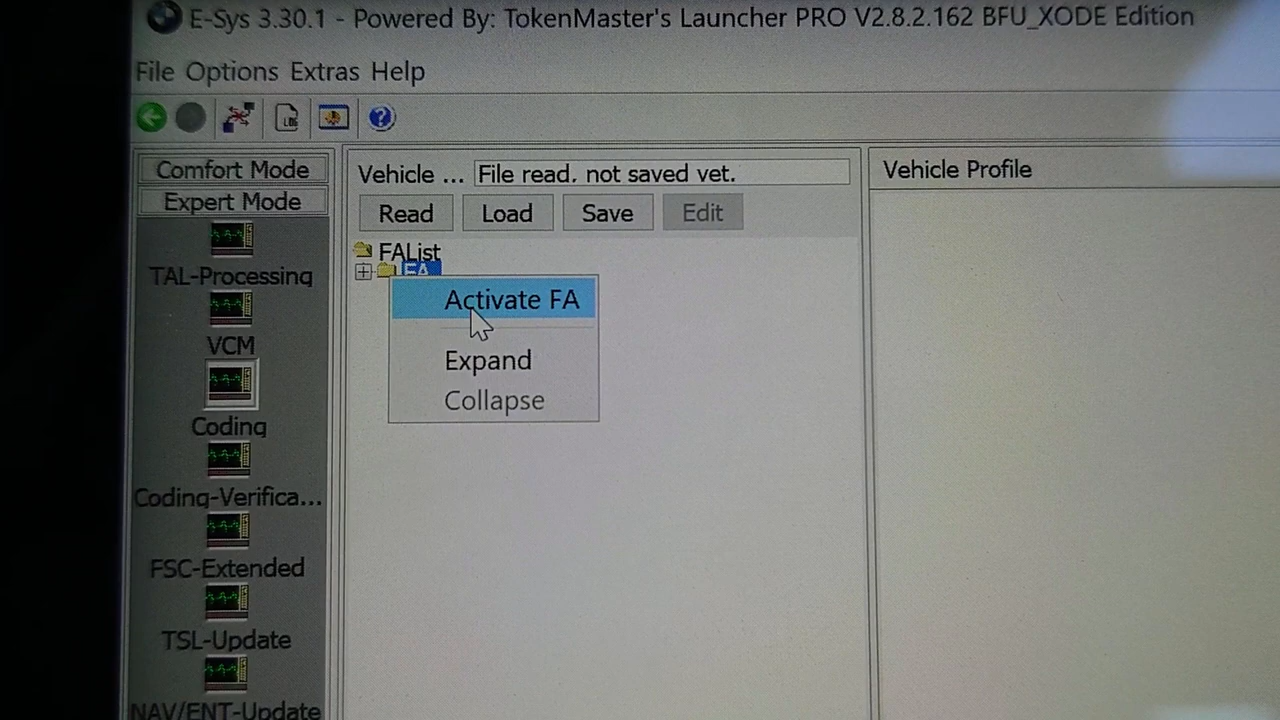 E-Sys 3.30.1 - Powered By: TokenMaster's Launcher PRO V2.8.2.162 BFU_XODE Edition
File Options Extras Help
Comfort Mode
Expert Mode
TAL-Processing
VCM
Coding
Coding-Verifica...
FSC-Extended
TSL-Update
NAV/ENT-Update
Vehicle ... File read. not saved vet.
Read Load Save Edit
FAList
FA
Activate FA
Expand
Collapse
Vehicle Profile